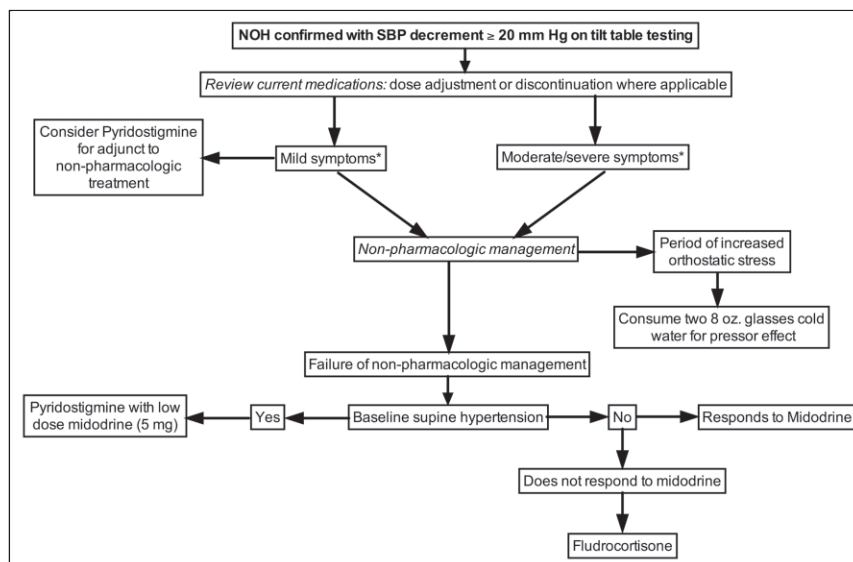 NOH confirmed with SBP decrement ≥ 20 mm Hg on tilt table testing
Review current medications: dose adjustment or discontinuation where applicable
Consider Pyridostigmine
for adjunct to
non-pharmacologic
treatment
Mild symptoms*
Moderate/severe symptoms*
Non-pharmacologic management
Period of increased
orthostatic stress
Consume two 8 oz. glasses cold
water for pressor effect
Failure of non-pharmacologic management
Pyridostigmine with low
dose midodrine (5 mg)
Yes
Baseline supine hypertension
No
Responds to Midodrine
Does not respond to midodrine
Fludrocortisone